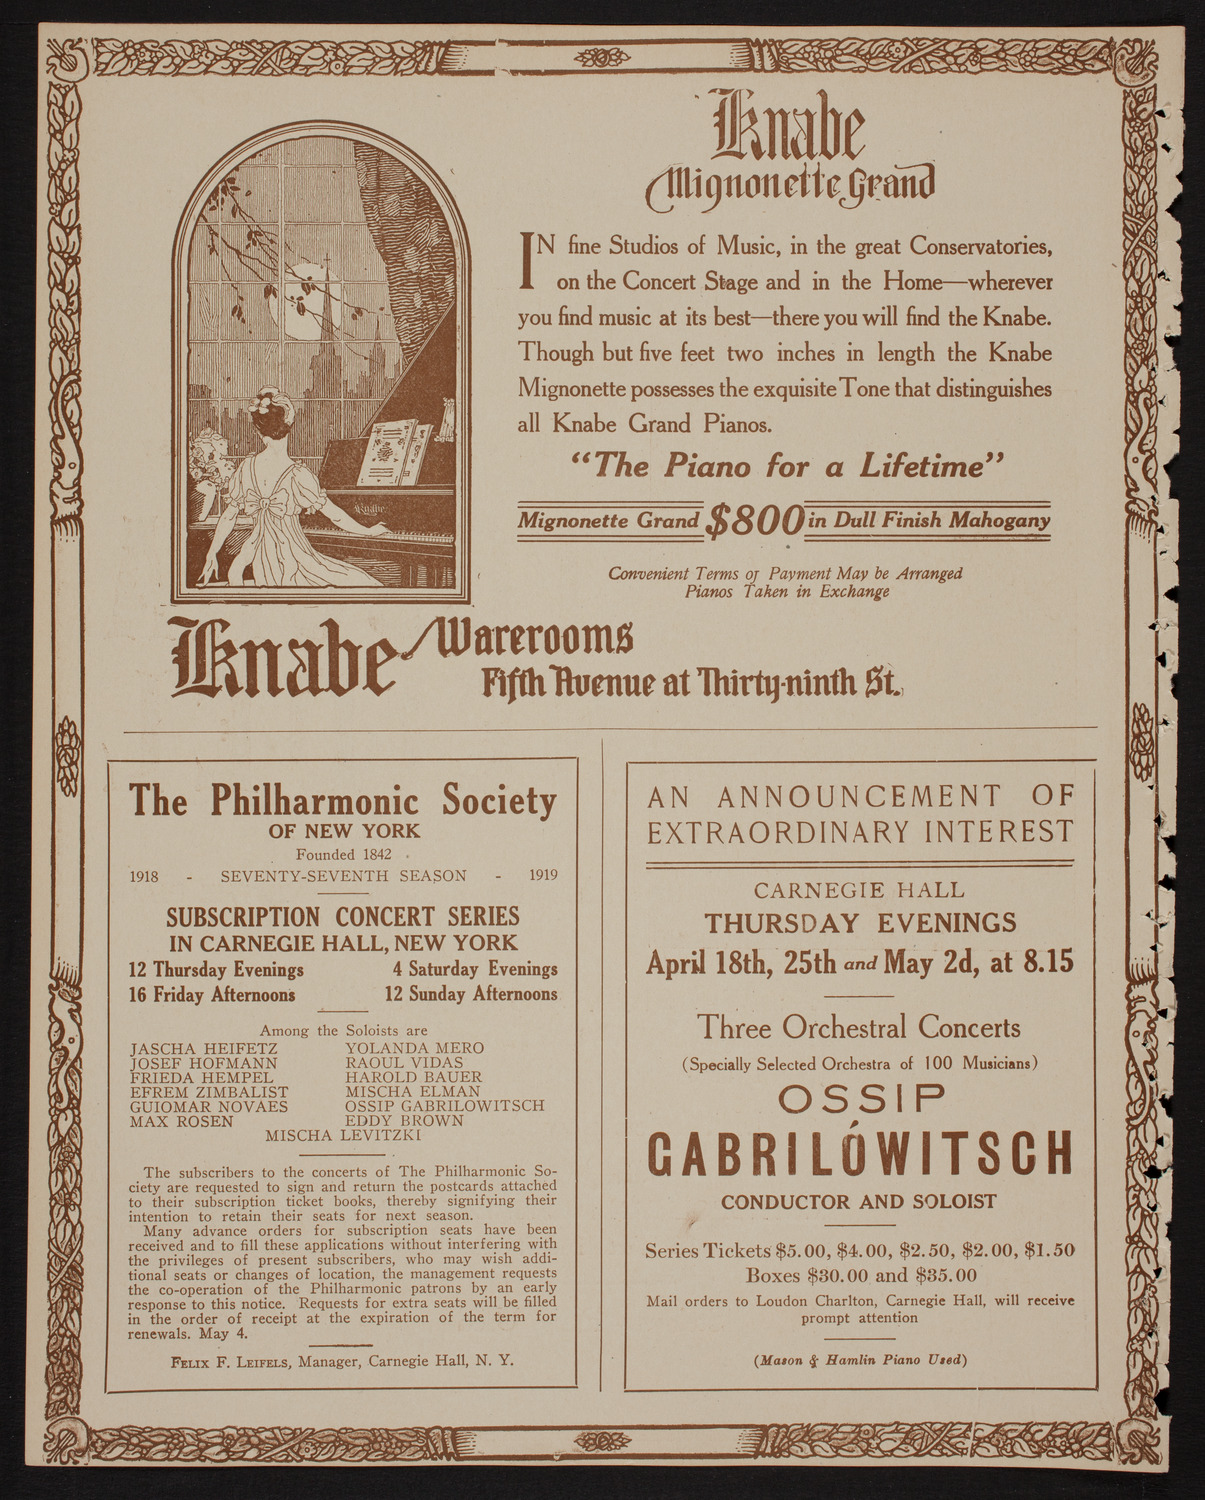 Knabe
Mignonette Grand
IN fine Studios of Music, in the great Conservatories,
on the Concert Stage and in the Home—wherever
you find music at its best—there you will find the Knabe.
Though but five feet two inches in length the Knabe
Mignonette possesses the exquisite Tone that distinguishes
all Knabe Grand Pianos.
“The Piano for a Lifetime”
Mignonette Grand $800 in Dull Finish Mahogany
Convenient Terms of Payment May be Arranged
Pianos Taken in Exchange
Knabe
Knabe Warerooms
Fifth Avenue at Thirty-ninth St.
The Philharmonic Society
OF NEW YORK
Founded 1842
1918 - SEVENTY-SEVENTH SEASON - 1919
SUBSCRIPTION CONCERT SERIES
IN CARNEGIE HALL, NEW YORK
12 Thursday Evenings 4 Saturday Evenings
16 Friday Afternoons 12 Sunday Afternoons
Among the Soloists are
JASCHA HEIFETZ YOLANDA MERO
JOSEF HOFMANN RAOUL VIDAS
FRIEDA HEMPEL HAROLD BAUER
EFREM ZIMBALIST MISCHA ELMAN
GUIOMAR NOVAES OSSIP GABRILOWITSCH
MAX ROSEN EDDY BROWN
MISCHA LEVITZKI
The subscribers to the concerts of The Philharmonic So-
ciety are requested to sign and return the postcards attached
to their subscription ticket books, thereby signifying their
intention to retain their seats for next season.
Many advance orders for subscription seats have been
received and to fill these applications without interfering with
the privileges of present subscribers, who may wish addi-
tional seats or changes of location, the management requests
the co-operation of the Philharmonic patrons by an early
response to this notice. Requests for extra seats will be filled
in the order of receipt at the expiration of the term for
renewals. May 4.
FELIX F. LEIFELS, Manager, Carnegie Hall, N. Y.
AN ANNOUNCEMENT OF
EXTRAORDINARY INTEREST
CARNEGIE HALL
THURSDAY EVENINGS
April 18th, 25th and May 2d, at 8.15
Three Orchestral Concerts
(Specially Selected Orchestra of 100 Musicians)
OSSIP
GABRILÓWITSCH
CONDUCTOR AND SOLOIST
Series Tickets $5.00, $4.00, $2.50, $2.00, $1.50
Boxes $30.00 and $35.00
Mail orders to Loudon Charlton, Carnegie Hall, will receive
prompt attention
(Mason & Hamlin Piano Used)